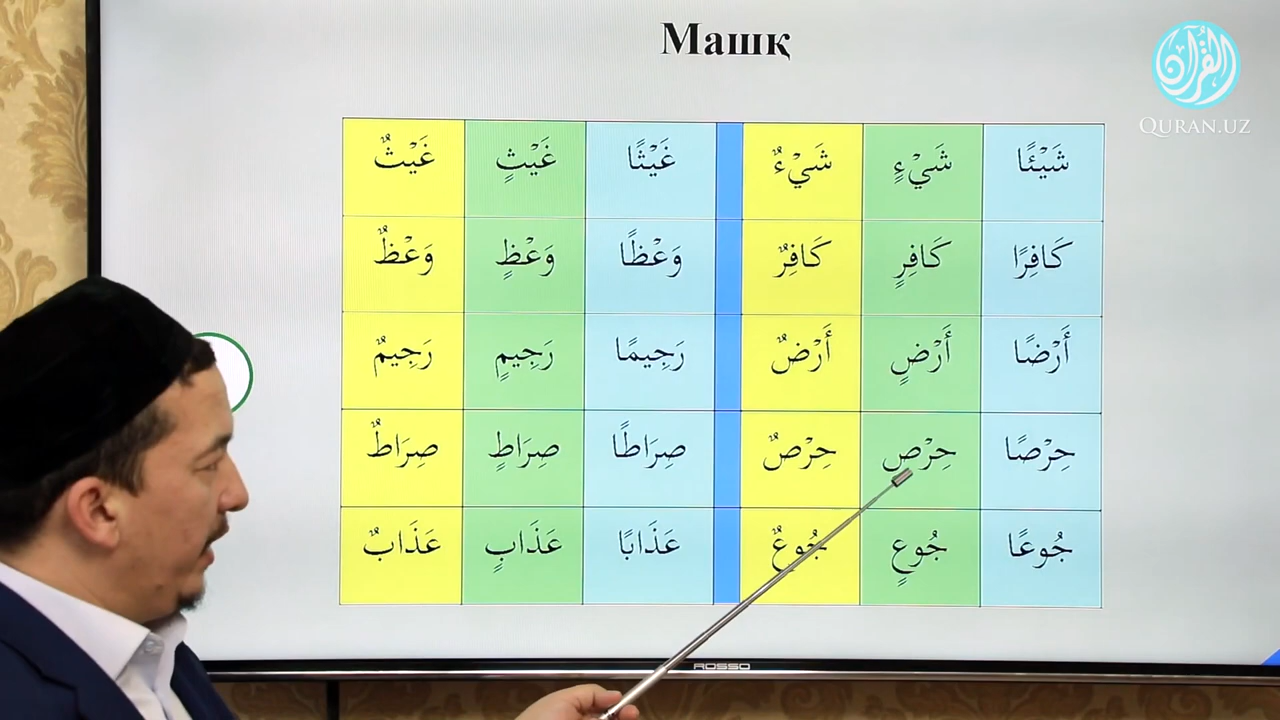 Машқ
القرآن
QURAN.UZ
شَيْئًا شَيْءٍ شَيْءٌ غَيْثًا غَيْثٍ غَيْثٌ
كَافِرًا كَافِرٍ كَافِرٌ وَعْظًا وَعْظٍ وَعْظٌ
أَرْضًا أَرْضٍ أَرْضٌ رَجِيمًا رَجِيمٍ رَجِيمٌ
حِرْصًا حِرْصٍ حِرْصٌ صِرَاطًا صِرَاطٍ صِرَاطٌ
جُوعًا جُوعٍ جُوعٌ عَذَابًا عَذَابٍ عَذَابٌ
ROSSO